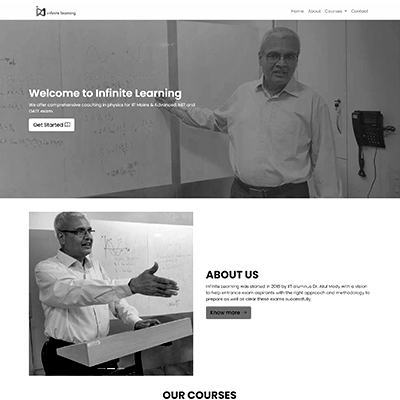 infinite learning
Home About Courses Contact
Welcome to Infinite Learning
We offer comprehensive coaching in physics for IIT Mains & Advanced, NEET and
GATE exam.
Get Started
ABOUT US
Infinite Learning was started in 2016 by IIT alumnus Dr. Atul Mody with a vision
to help entrance exam aspirants with the right approach and methodology to
prepare as well as clear these exams successfully.
Know more
OUR COURSES